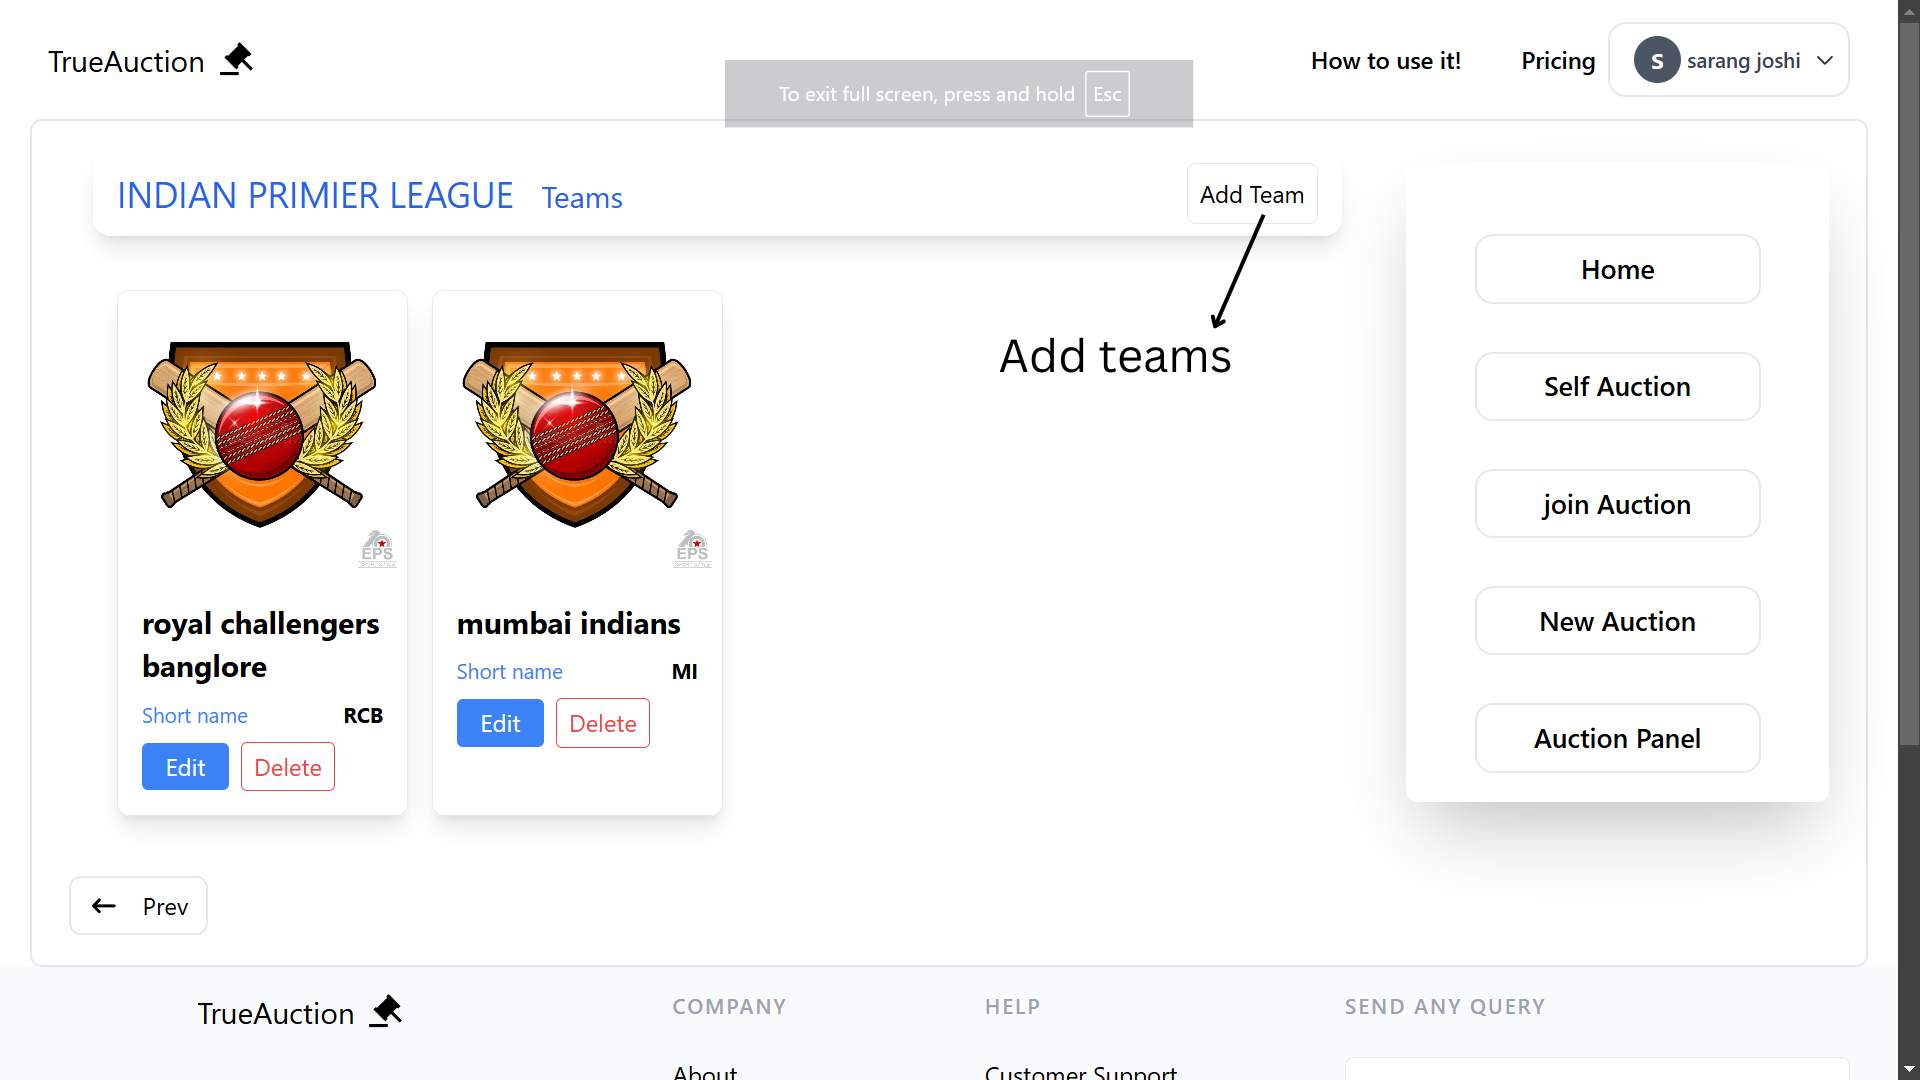 TrueAuction
How to use it!
Pricing
S
sarang joshi
To exit full screen, press and hold Esc
INDIAN PRIMIER LEAGUE Teams
Add Team
Add teams
EPS
EPS
royal challengers
banglore
Short name RCB
Edit
Delete
mumbai indians
Short name MI
Edit
Delete
Home
Self Auction
join Auction
New Auction
Auction Panel
Prev
TrueAuction
COMPANY
About
HELP
Customer Support
SEND ANY QUERY